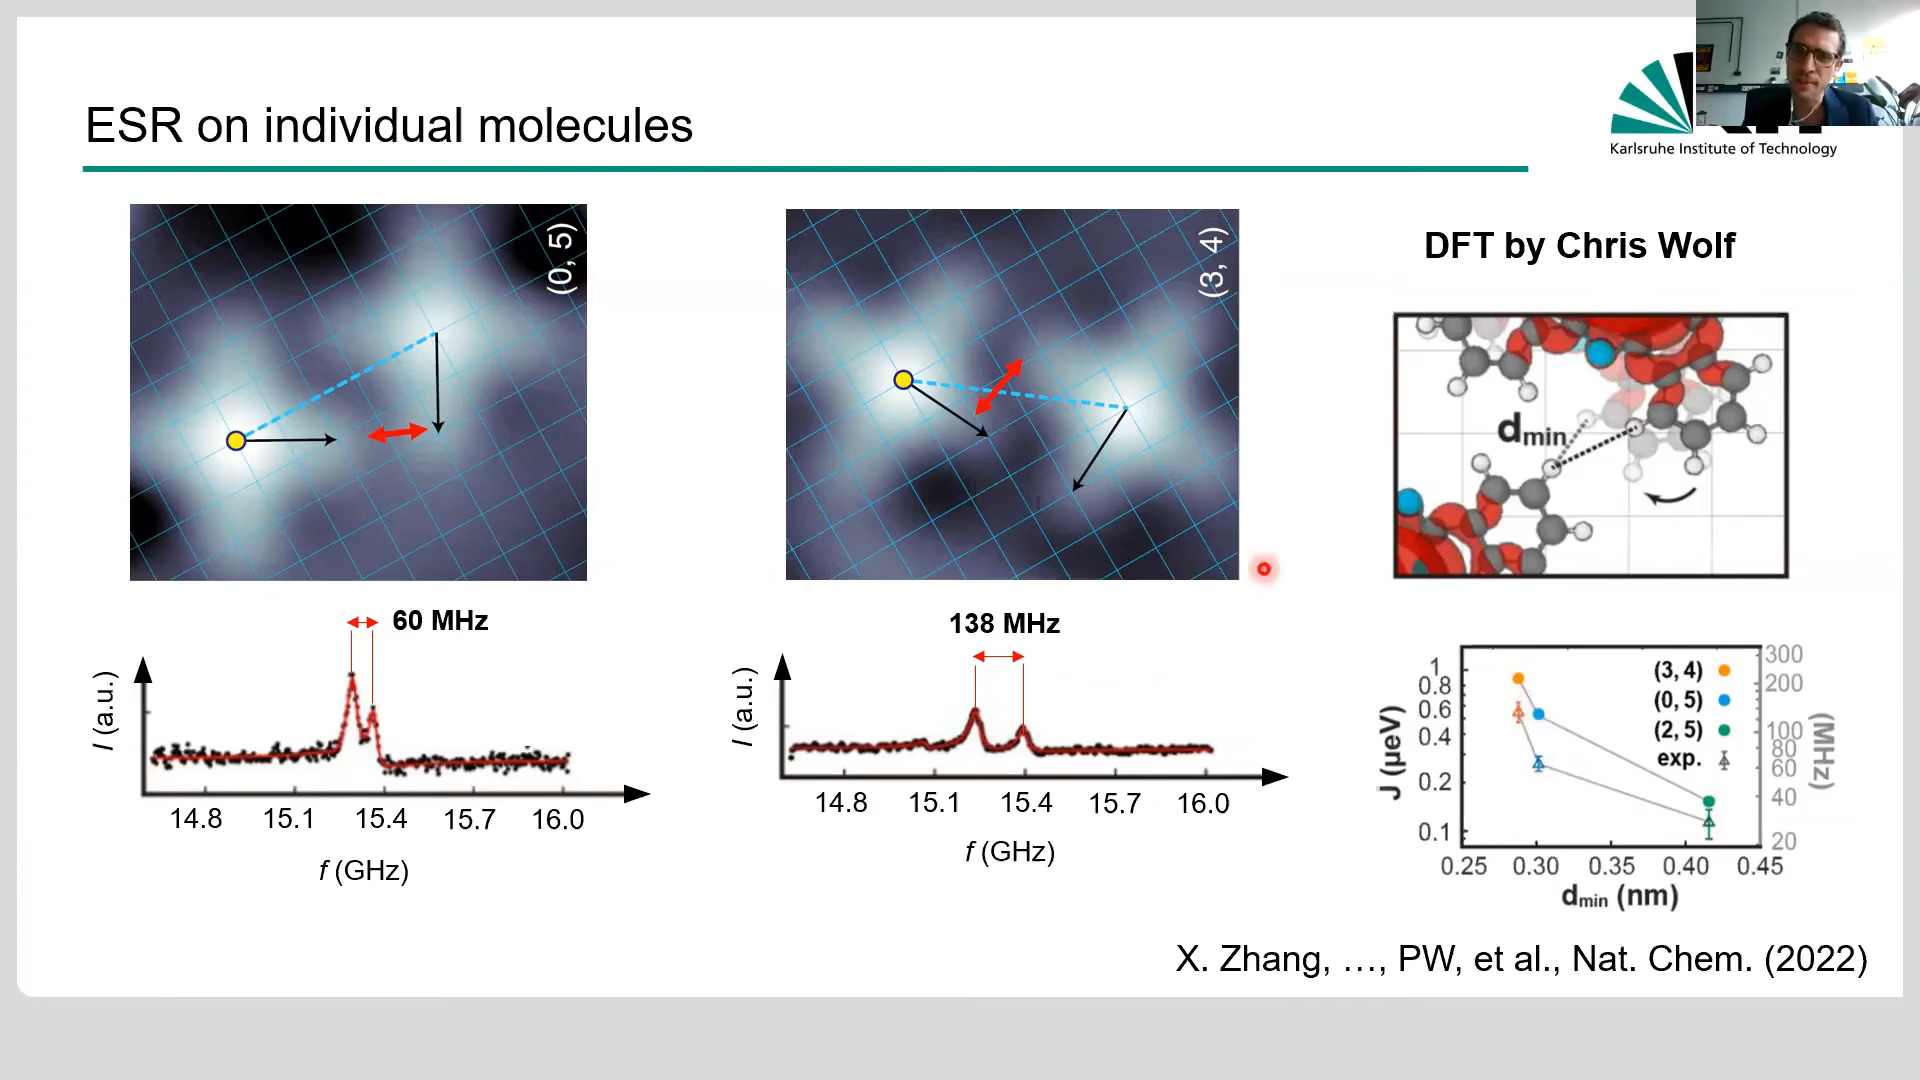 ESR on individual molecules
Karlsruhe Institute of Technology
(0, 5)
(3, 4)
DFT by Chris Wolf
dmin
60 MHz
I (a.u.)
14.8 15.1 15.4 15.7 16.0
f (GHz)
138 MHz
I (a.u.)
14.8 15.1 15.4 15.7 16.0
f (GHz)
(3, 4)
(0, 5)
(2, 5)
exp.
J (µeV)
1
0.8
0.6
0.4
0.2
0.1
300
200
100
80
60
40
20
(MHz)
0.25 0.30 0.35 0.40 0.45
dmin (nm)
X. Zhang, …, PW, et al., Nat. Chem. (2022)